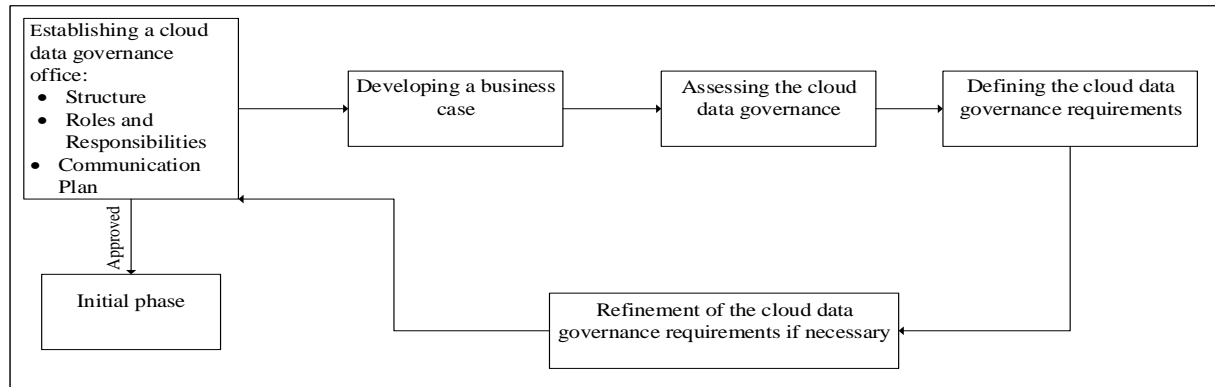 Establishing a cloud
data governance
office:
• Structure
• Roles and
Responsibilities
• Communication
Plan
Developing a business
case
Assessing the cloud
data governance
Defining the cloud data
governance requirements
Approved
Initial phase
Refinement of the cloud data
governance requirements if necessary